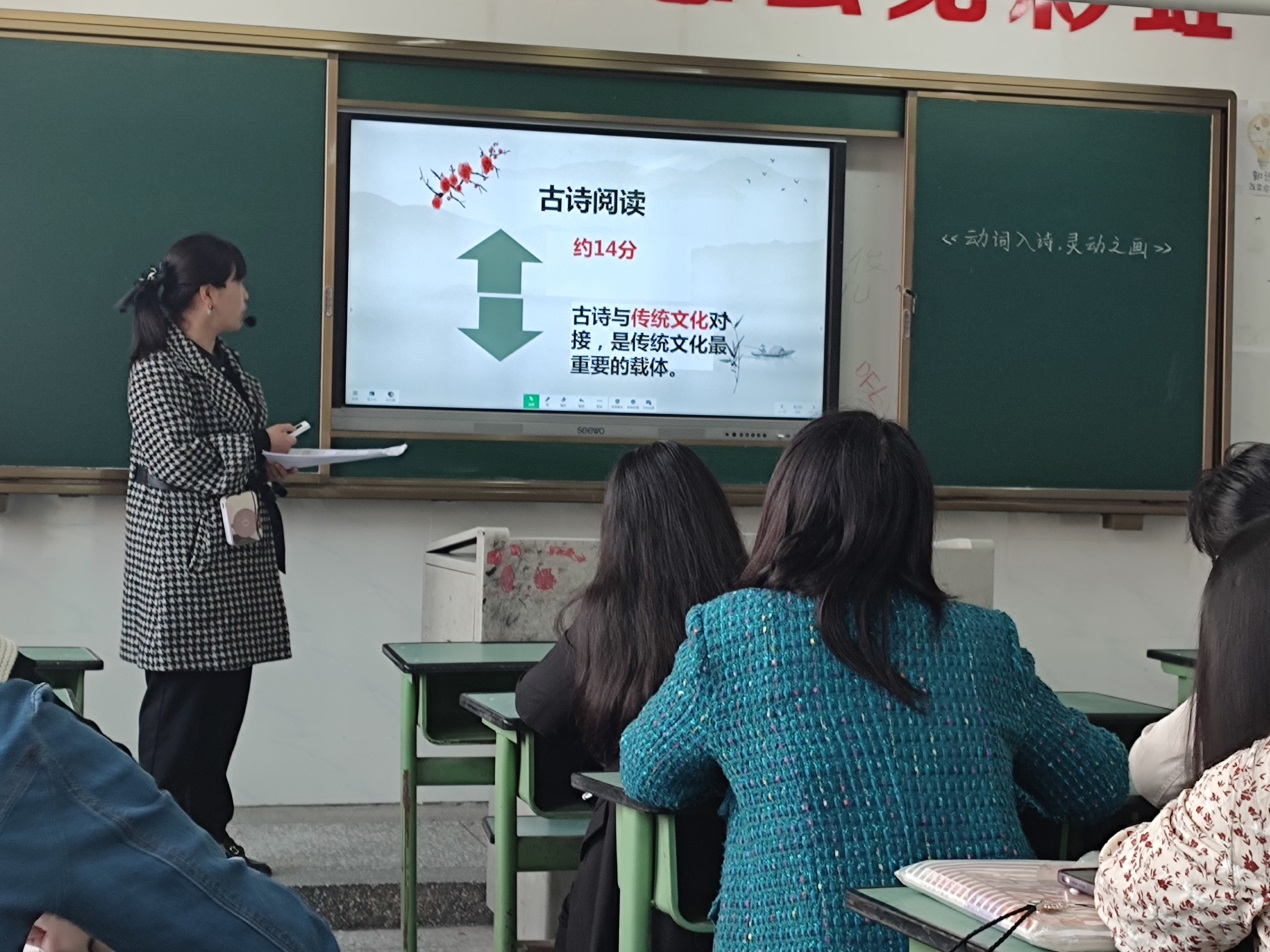 古诗阅读
约14分
古诗与传统文化对
接，是传统文化最
重要的载体。
seewo
《动词入诗.灵动之画》
DFL